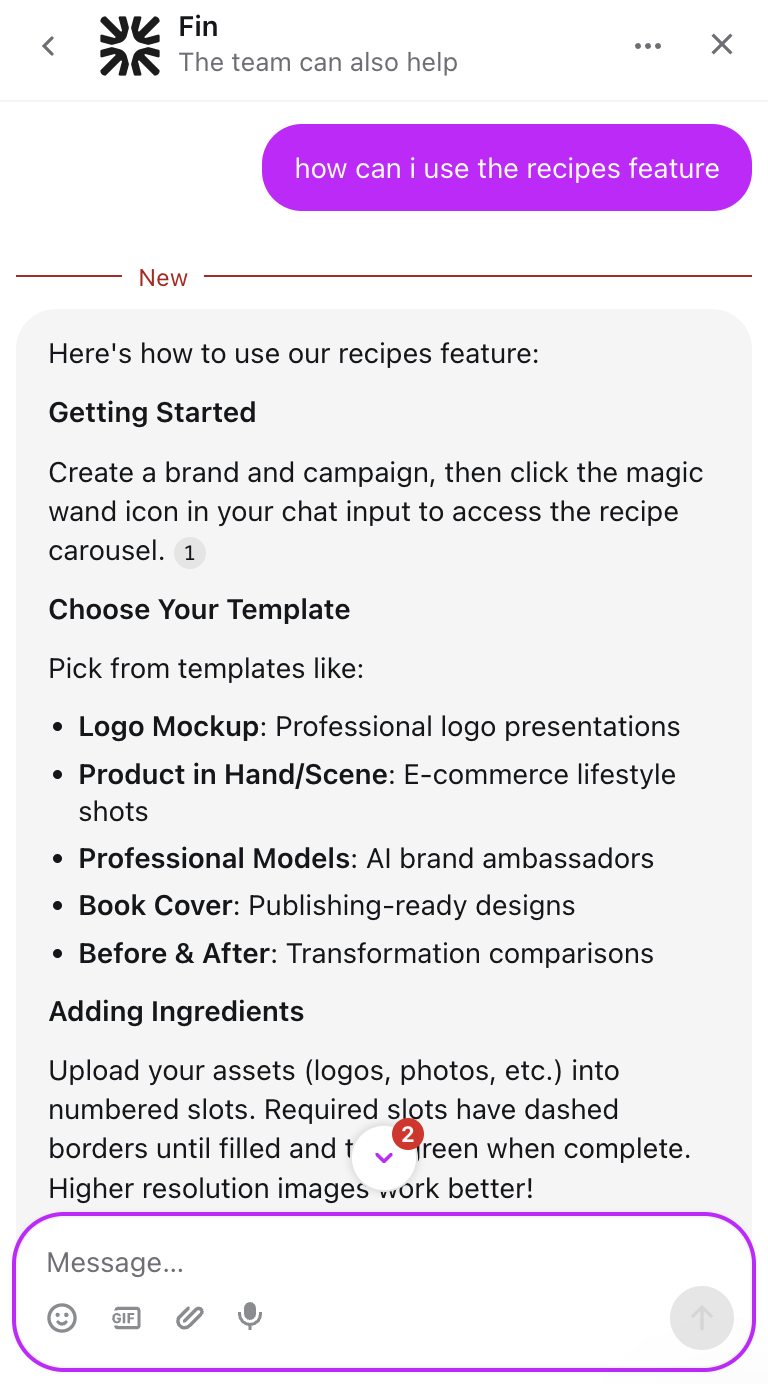 Fin
The team can also help
how can i use the recipes feature
New
Here's how to use our recipes feature:
Getting Started
Create a brand and campaign, then click the magic
wand icon in your chat input to access the recipe
carousel. 1
Choose Your Template
Pick from templates like:
• Logo Mockup: Professional logo presentations
• Product in Hand/Scene: E-commerce lifestyle
shots
• Professional Models: AI brand ambassadors
• Book Cover: Publishing-ready designs
• Before & After: Transformation comparisons
Adding Ingredients
Upload your assets (logos, photos, etc.) into
numbered slots. Required slots have dashed
borders until filled and green when complete.
Higher resolution images work better!
2
Message...
GIF